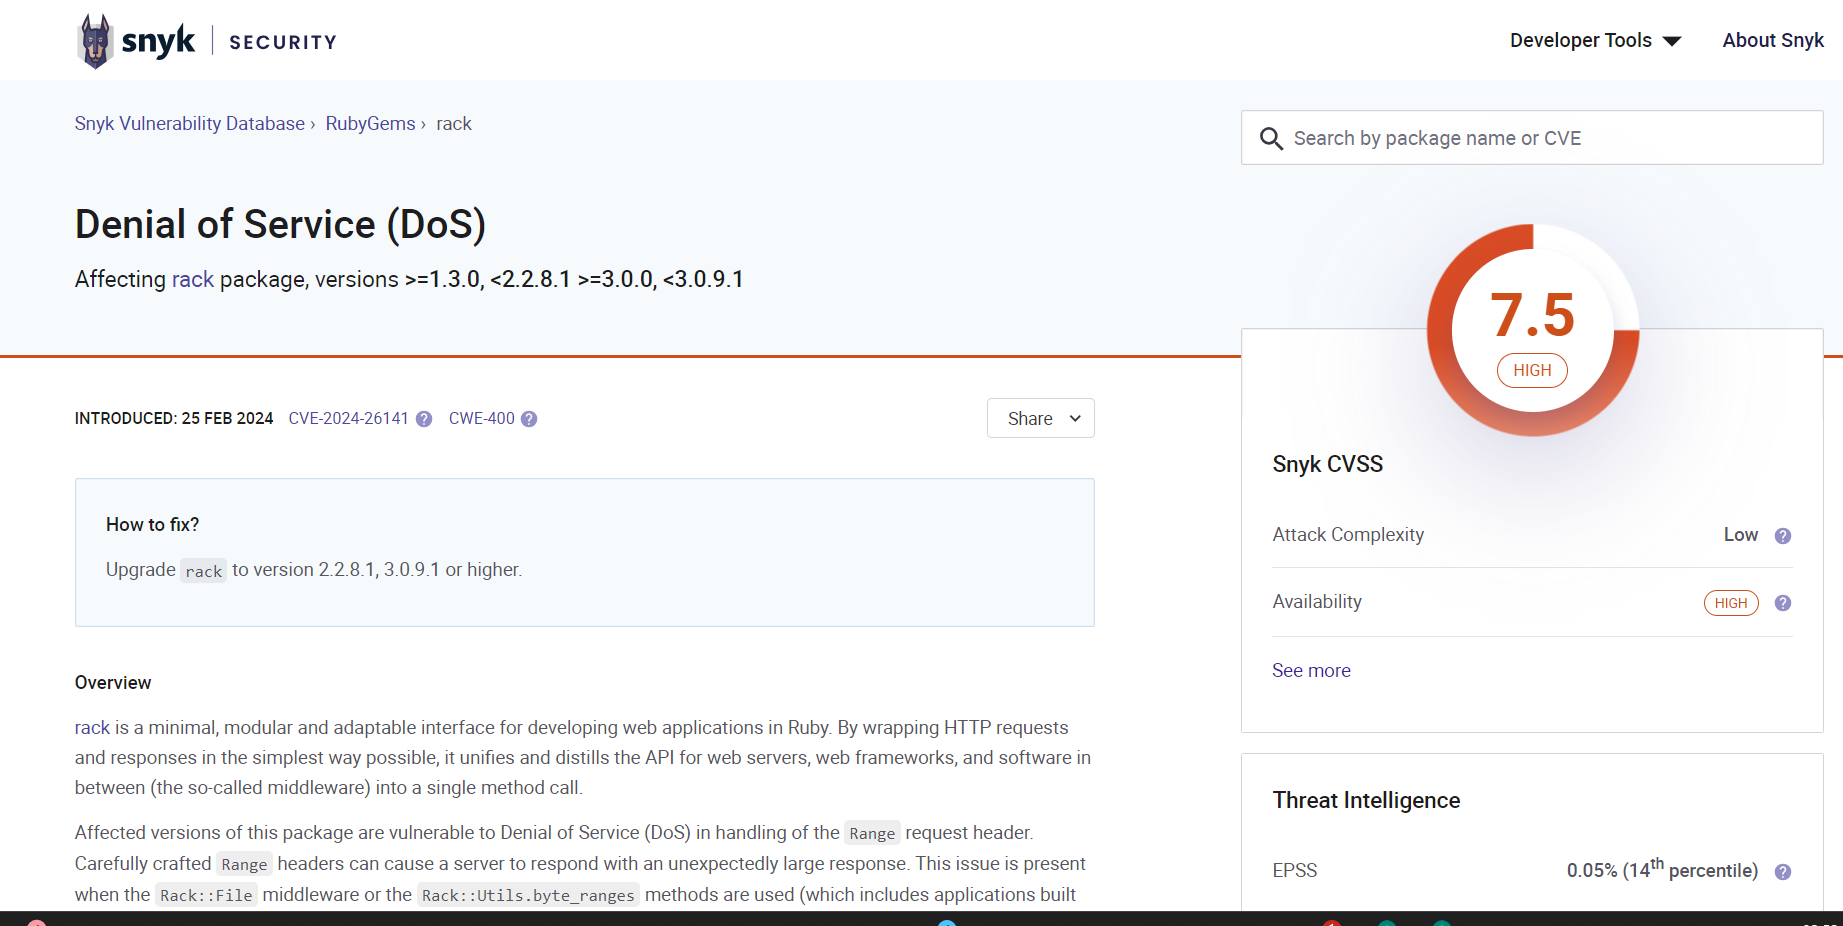 snyk | SECURITY
Developer Tools
About Snyk
Snyk Vulnerability Database › RubyGems › rack
Search by package name or CVE
Denial of Service (DoS)
Affecting rack package, versions >=1.3.0, <2.2.8.1 >=3.0.0, <3.0.9.1
7.5
HIGH
INTRODUCED: 25 FEB 2024 CVE-2024-26141 ? CWE-400 ?
Share
Snyk CVSS
How to fix?
Upgrade rack to version 2.2.8.1, 3.0.9.1 or higher.
Attack Complexity Low ?
Availability HIGH ?
See more
Overview
rack is a minimal, modular and adaptable interface for developing web applications in Ruby. By wrapping HTTP requests
and responses in the simplest way possible, it unifies and distills the API for web servers, web frameworks, and software in
between (the so-called middleware) into a single method call.
Affected versions of this package are vulnerable to Denial of Service (DoS) in handling of the Range request header.
Carefully crafted Range headers can cause a server to respond with an unexpectedly large response. This issue is present
when the Rack::File middleware or the Rack::Utils.byte_ranges methods are used (which includes applications built
Threat Intelligence
EPSS 0.05% (14th percentile) ?